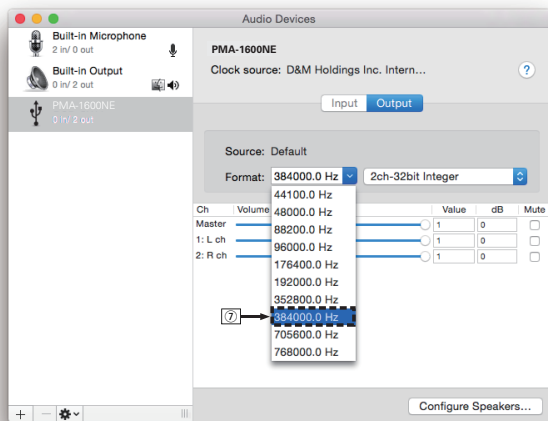 Audio Devices
Built-in Microphone
2 in/ 0 out
Built-in Output
0 in/ 2 out
PMA-1600NE
0 in/ 2 out
PMA-1600NE
Clock source: D&M Holdings Inc. Intern...
?
Input Output
Source: Default
Format: 384000.0 Hz 2ch-32bit Integer
44100.0 Hz
48000.0 Hz
88200.0 Hz
96000.0 Hz
176400.0 Hz
192000.0 Hz
352800.0 Hz
⑦ 384000.0 Hz
705600.0 Hz
768000.0 Hz
Ch Volume Value dB Mute
Master 1 0
1: L ch 1 0
2: R ch 1 0
Configure Speakers...